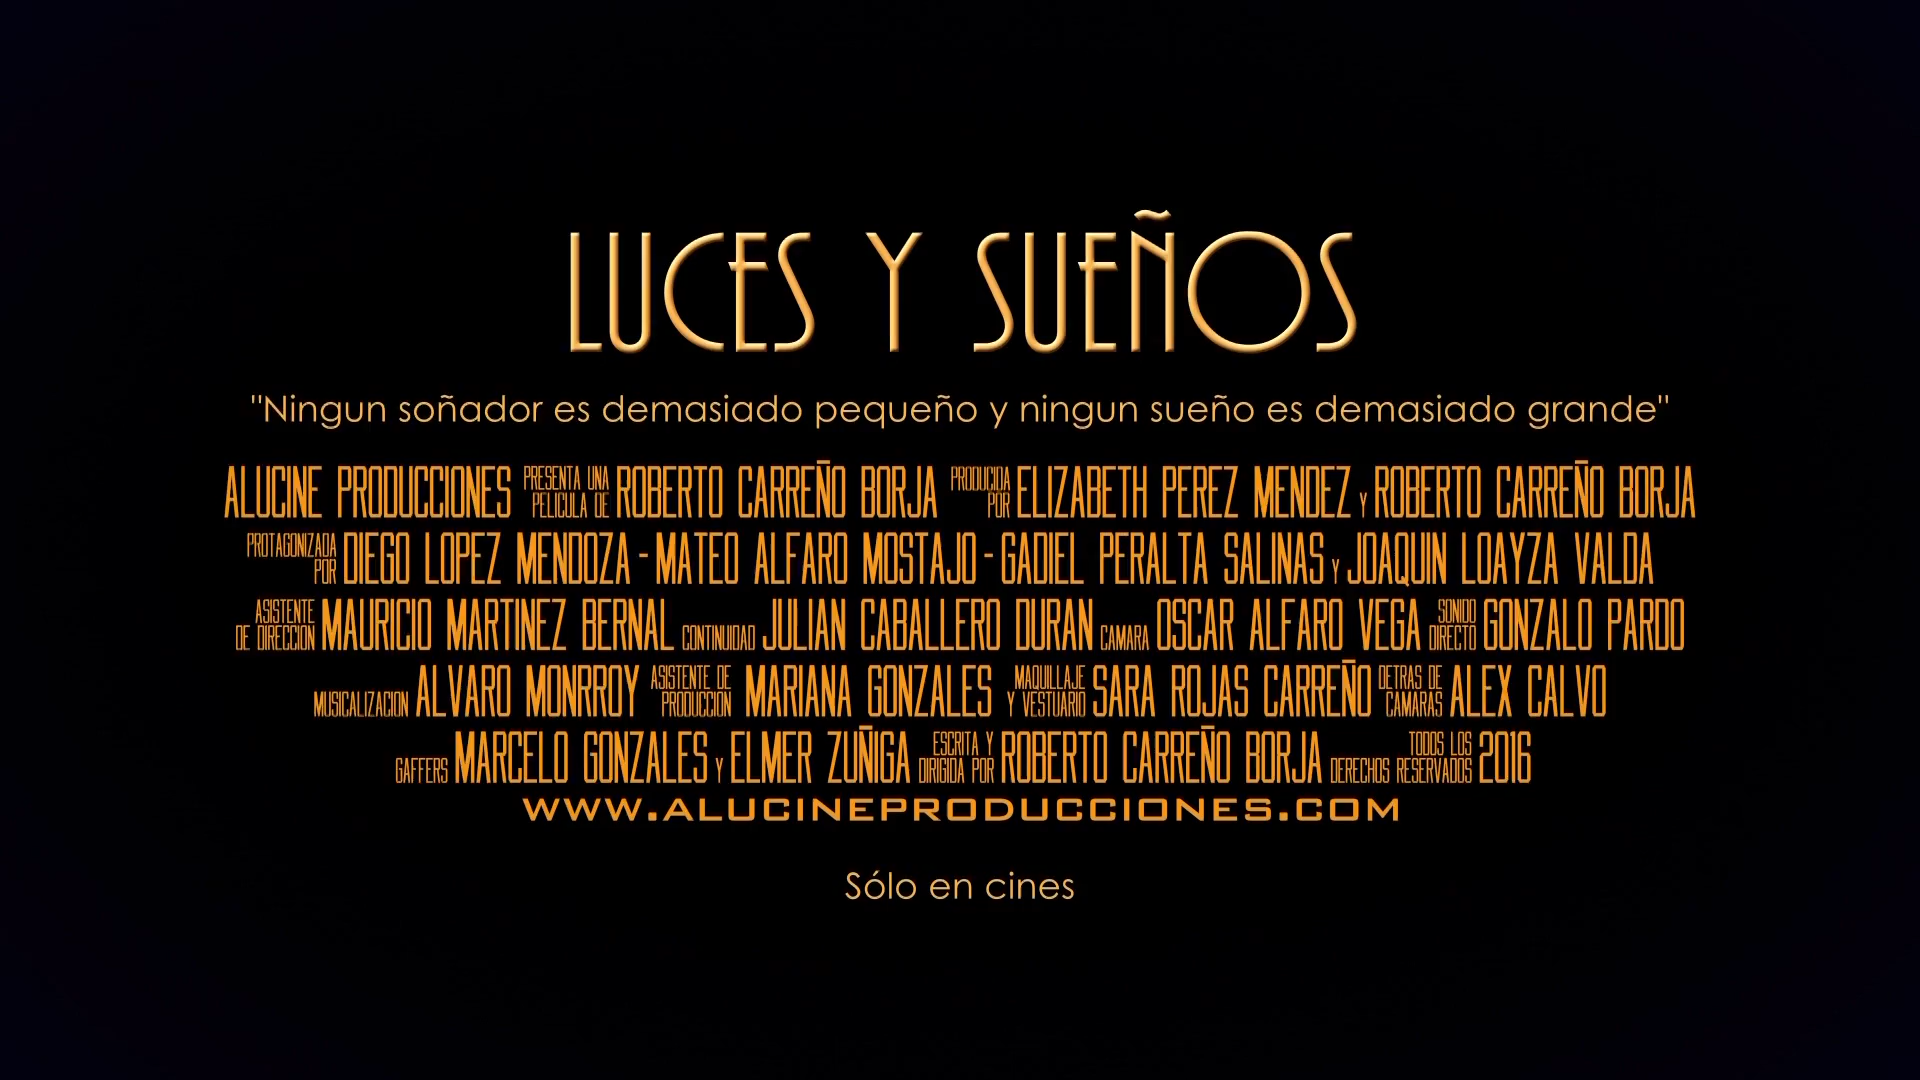 LUCES Y SUEÑOS
"Ningun soñador es demasiado pequeño y ningun sueño es demasiado grande"
ALUCINE PRODUCCIONES PRESENTA UNA PELICULA DE ROBERTO CARREÑO BORJA PRODUCIDA POR ELIZABETH PEREZ MENDEZ Y ROBERTO CARREÑO BORJA
PROTAGONIZADA POR DIEGO LOPEZ MENDOZA - MATEO ALFARO MOSTAJO - GADIEL PERALTA SALINAS Y JOAQUIN LOAYZA VALDA
ASISTENTE DE DIRECCION MAURICIO MARTINEZ BERNAL CONTINUIDAD JULIAN CABALLERO DURAN CAMARA OSCAR ALFARO VEGA SONIDO DIRECTO GONZALO PARDO
MUSICALIZACION ALVARO MONRROY ASISTENTE DE PRODUCCION MARIANA GONZALES MAQUILLAJE Y VESTUARIO SARA ROJAS CARREÑO DETRAS DE CAMARAS ALEX CALVO
GAFFERS MARCELO GONZALES Y ELMER ZUÑIGA ESCRITA Y DIRIGIDA POR ROBERTO CARREÑO BORJA TODOS LOS DERECHOS RESERVADOS 2016
WWW.ALUCINEPRODUCCIONES.COM
Sólo en cines